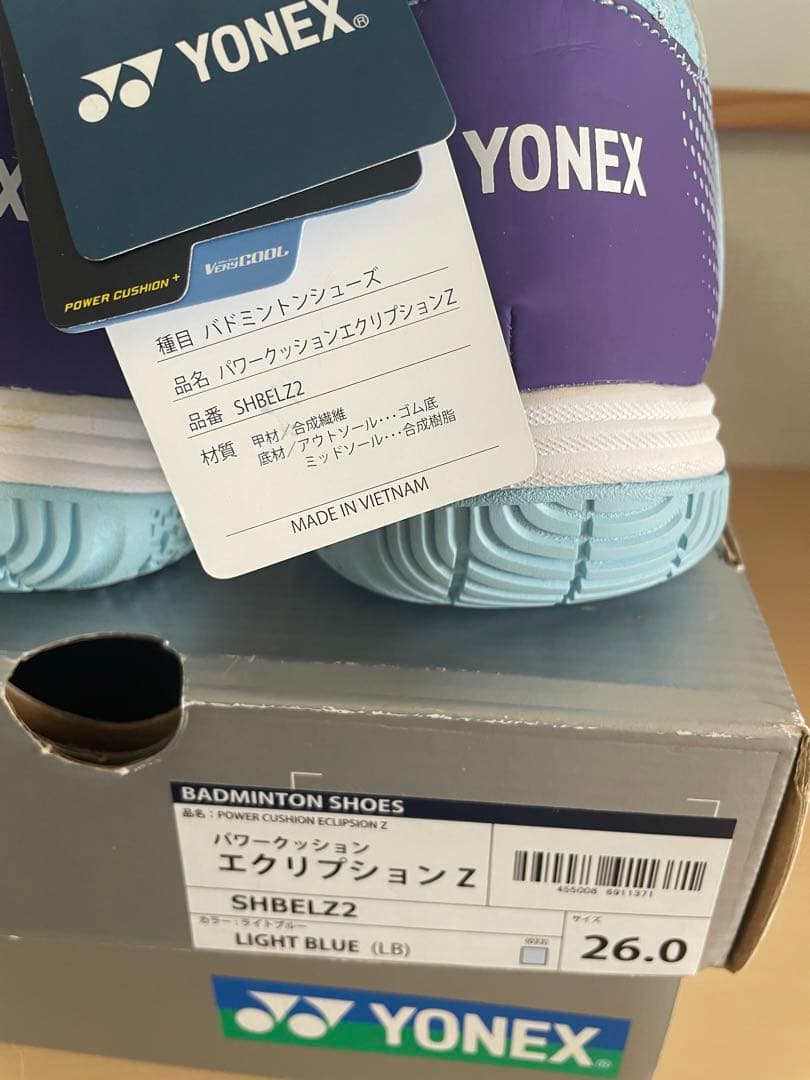 YONEX®
YONEX
X
POWER CUSHION+
VERYCOOL
種目 バドミントンシューズ
品名 パワークッションエクリプションZ
品番 SHBELZ2
材質 甲材/合成繊維
底材/アウトソール・・・ゴム底
ミッドソール・・・合成樹脂
MADE IN VIETNAM
BADMINTON SHOES
品名：POWER CUSHION ECLIPSION Z
パワークッション
エクリプション Z
455008 6911371
SHBELZ2
カラー：ライトブルー
LIGHT BLUE (LB)
サイズ
26.0
YONEX®